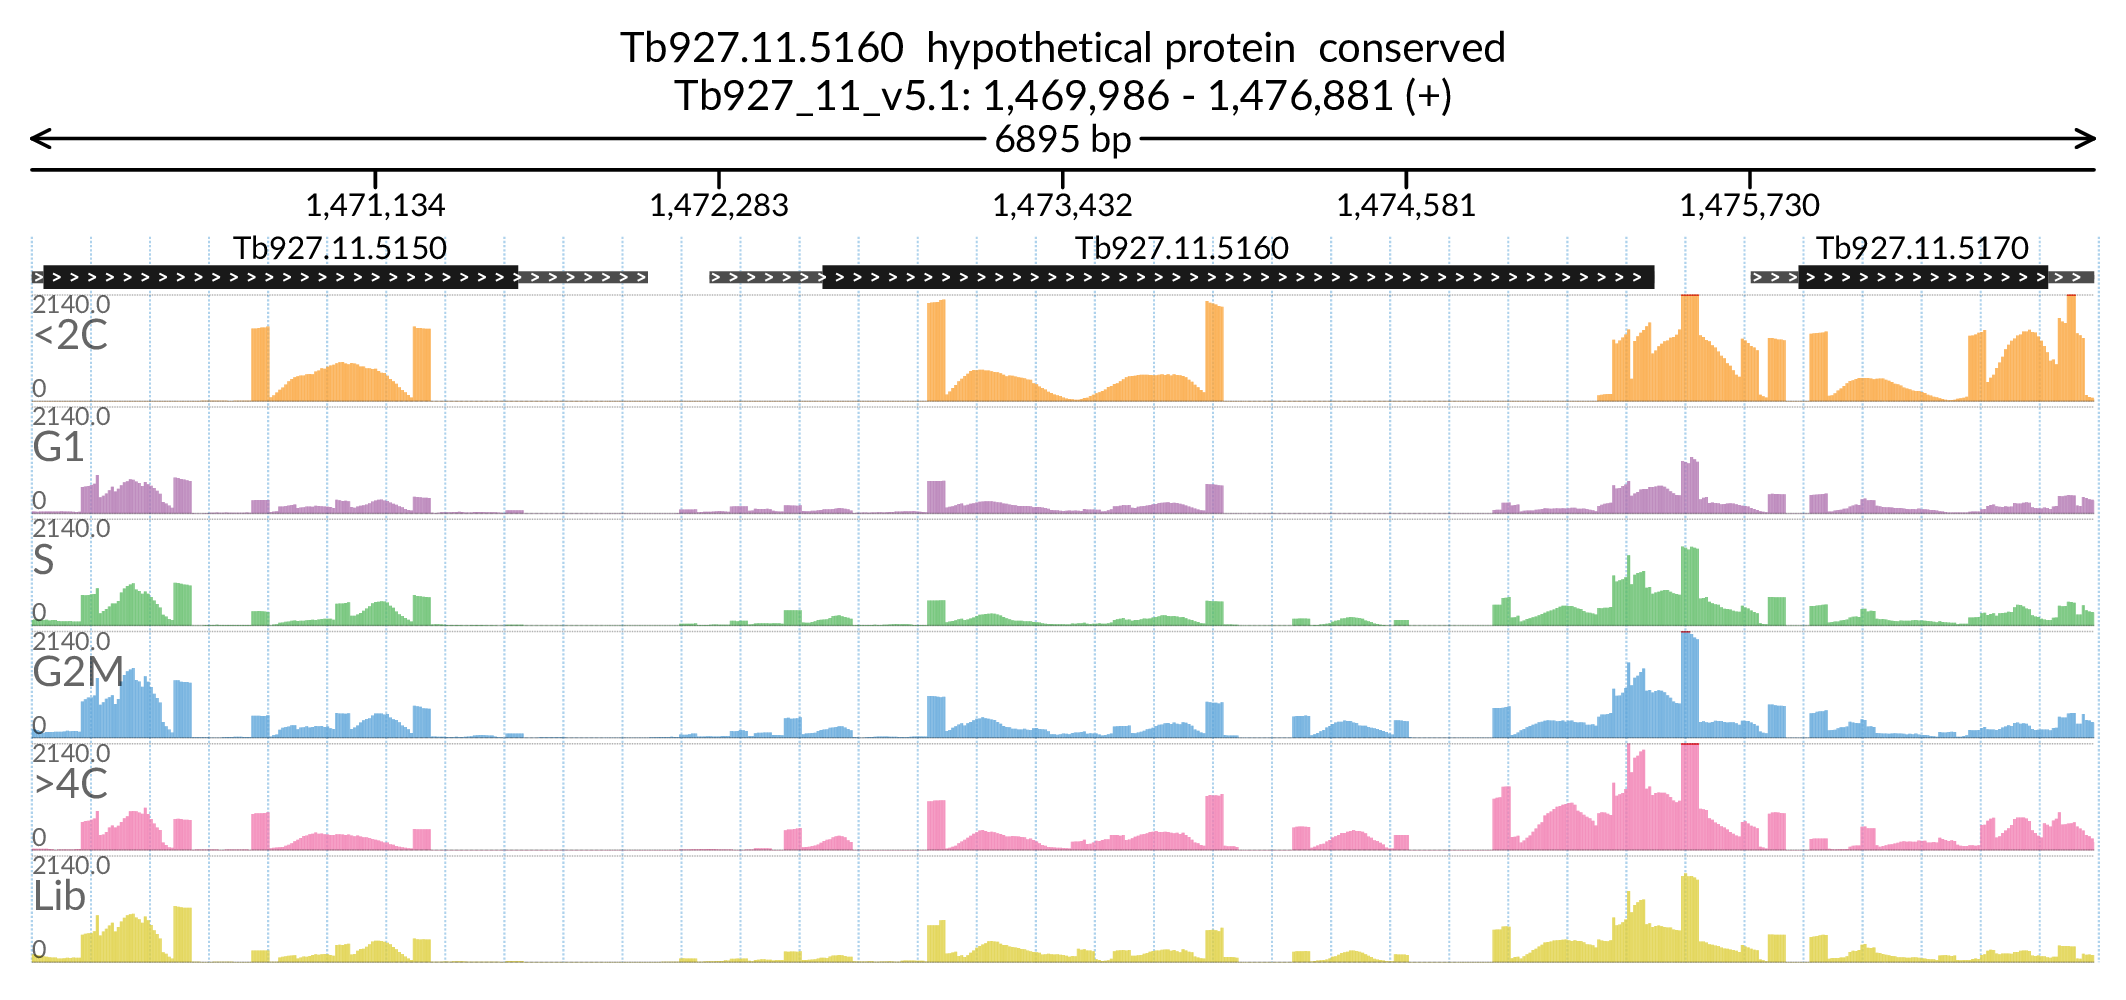 Tb927.11.5160 hypothetical protein conserved
Tb927_11_v5.1: 1,469,986 - 1,476,881 (+)
6895 bp
1,471,134 1,472,283 1,473,432 1,474,581 1,475,730
Tb927.11.5150 Tb927.11.5160 Tb927.11.5170
2140.0
<2C
0
2140.0
G1
0
2140.0
S
0
2140.0
G2M
0
2140.0
>4C
0
2140.0
Lib
0